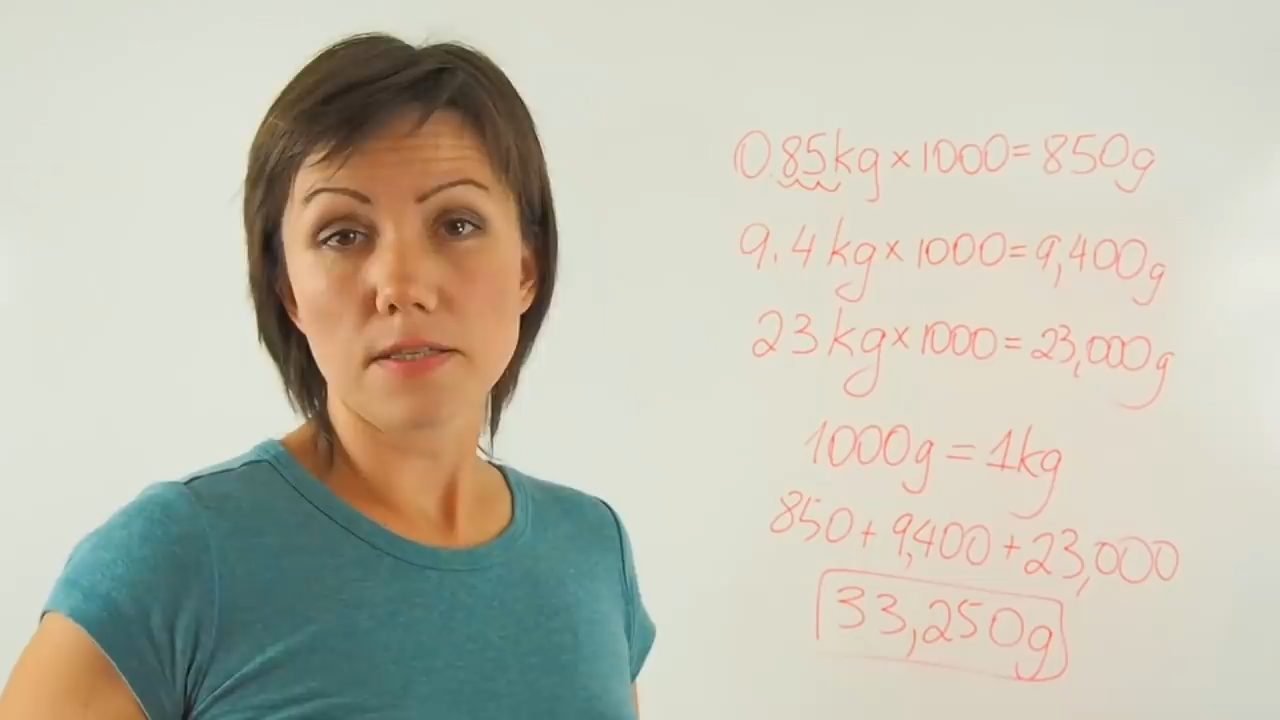 0.85kg×1000=850g
9.4kg×1000=9,400g
23kg×1000=23,000g
1000g=1kg
850+9,400+23,000
33,250g